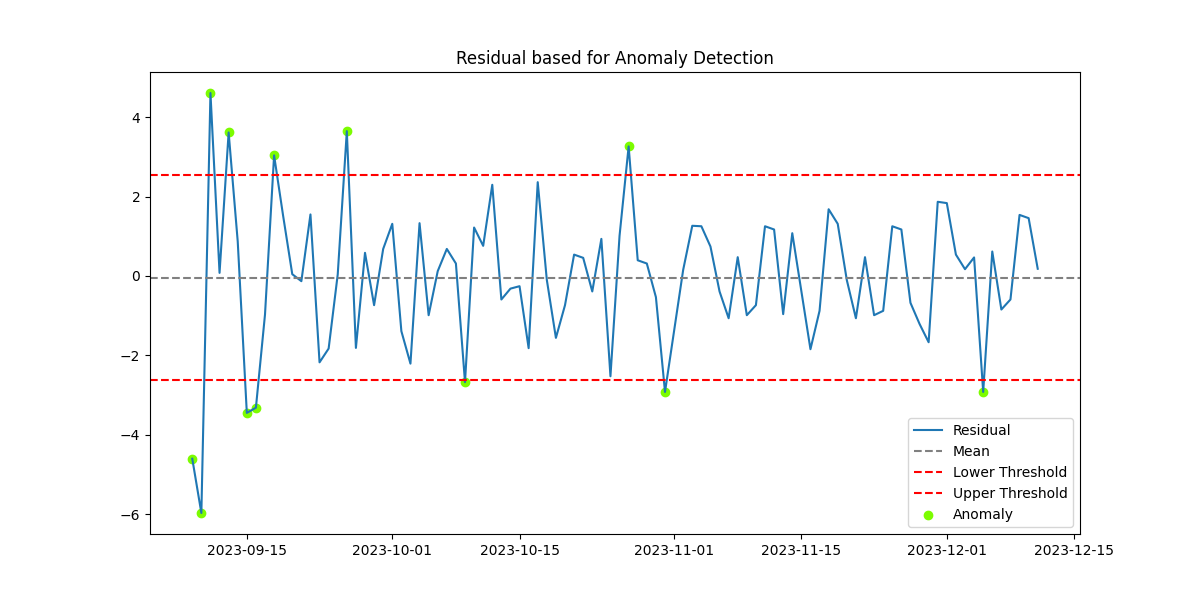 Residual based for Anomaly Detection
4
2
0
−2
−4
−6
2023-09-15
2023-10-01
2023-10-15
2023-11-01
2023-11-15
2023-12-01
2023-12-15
Residual
Mean
Lower Threshold
Upper Threshold
Anomaly